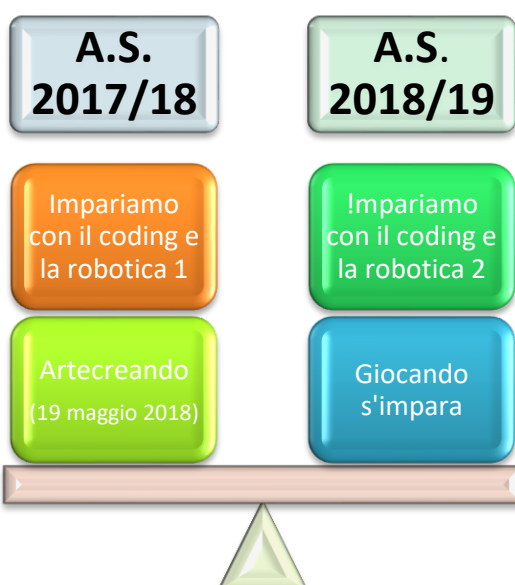 A.S.
2017/18
A.S.
2018/19
Impariamo
con il coding e
la robotica 1
!mpariamo
con il coding e
la robotica 2
Artecreando
(19 maggio 2018)
Giocando
s'impara